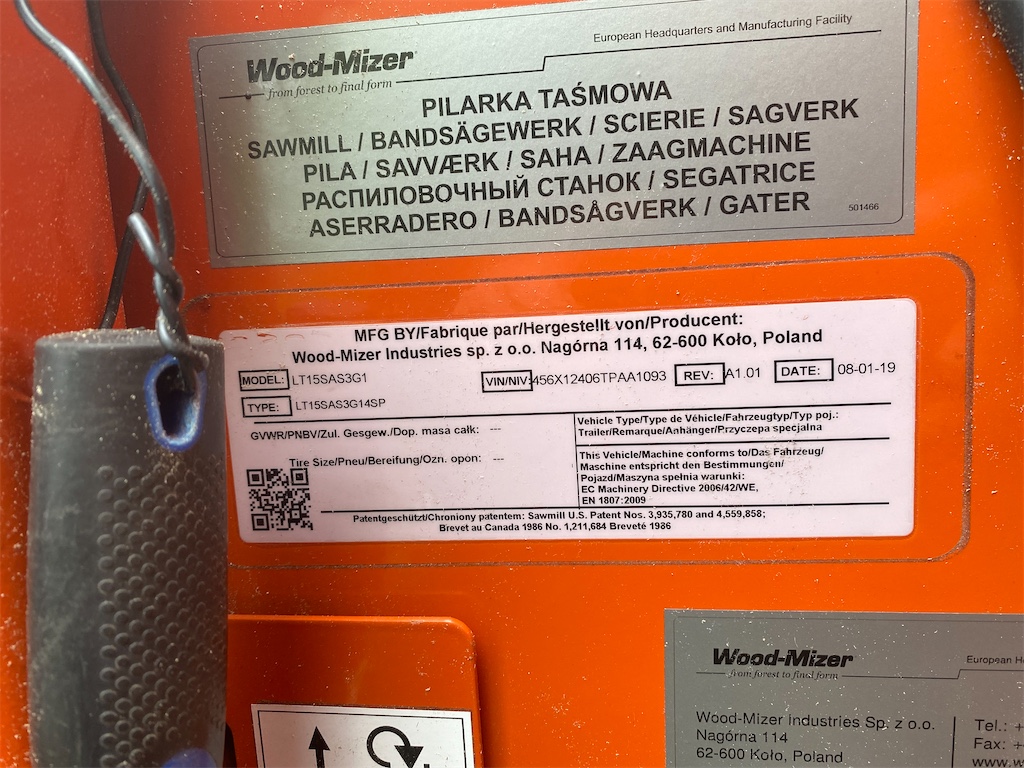 Wood-Mizer®
from forest to final form
European Headquarters and Manufacturing Facility
PILARKA TAŚMOWA
SAWMILL / BANDSÄGEWERK / SCIERIE / SAGVERK
PILA / SAVVÆRK / SAHA / ZAAGMACHINE
РАСПИЛОВОЧНЫЙ СТАНОК / SEGATRICE
ASERRADERO / BANDSÅGVERK / GATER
501466
MFG BY/Fabrique par/Hergestellt von/Producent:
Wood-Mizer Industries sp. z o.o. Nagórna 114, 62-600 Koło, Poland
MODEL: LT15SAS3G1 VIN/NIV: 456X12406TPAA1093 REV: A1.01 DATE: 08-01-19
TYPE: LT15SAS3G14SP
GVWR/PNBV/Zul. Gesgew./Dop. masa całk: ---
Tire Size/Pneu/Bereifung/Ozn. opon: ---
Vehicle Type/Type de Véhicle/Fahrzeugtyp/Typ poj.:
Trailer/Remarque/Anhänger/Przyczepa specjalna
This Vehicle/Machine conforms to/Das Fahrzeug/
Maschine entspricht den Bestimmungen/
Pojazd/Maszyna spełnia warunki:
EC Machinery Directive 2006/42/WE,
EN 1807:2009
Patentgeschützt/Chroniony patentem: Sawmill U.S. Patent Nos. 3,935,780 and 4,559,858;
Brevet au Canada 1986 No. 1,211,684 Breveté 1986
Wood-Mizer
from forest to final form
European
Wood-Mizer Industries Sp. z o.o.
Nagórna 114
62-600 Koło, Poland
Tel.: +
Fax: +
www.w